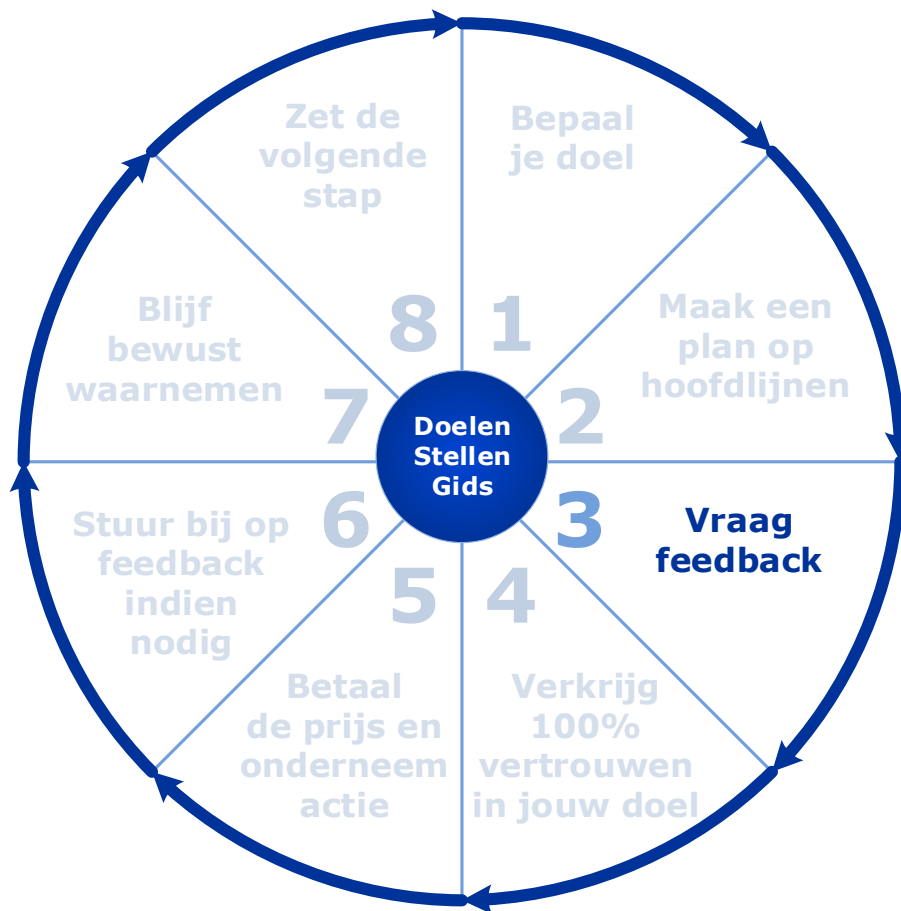 Doelen
Stellen
Gids
1
Bepaal
je doel
2
Maak een
plan op
hoofdlijnen
3
Vraag
feedback
4
Verkrijg
100%
vertrouwen
in jouw doel
5
Betaal
de prijs en
onderneem
actie
6
Stuur bij op
feedback
indien
nodig
7
Blijf
bewust
waarnemen
8
Zet de
volgende
stap